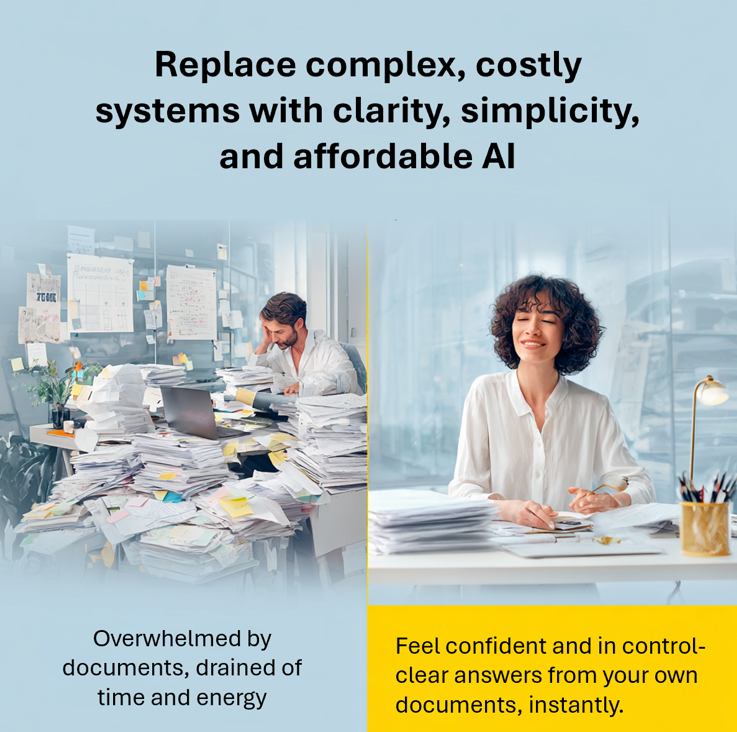 Replace complex, costly
systems with clarity, simplicity,
and affordable AI
Overwhelmed by
documents, drained of
time and energy
Feel confident and in control-
clear answers from your own
documents, instantly.